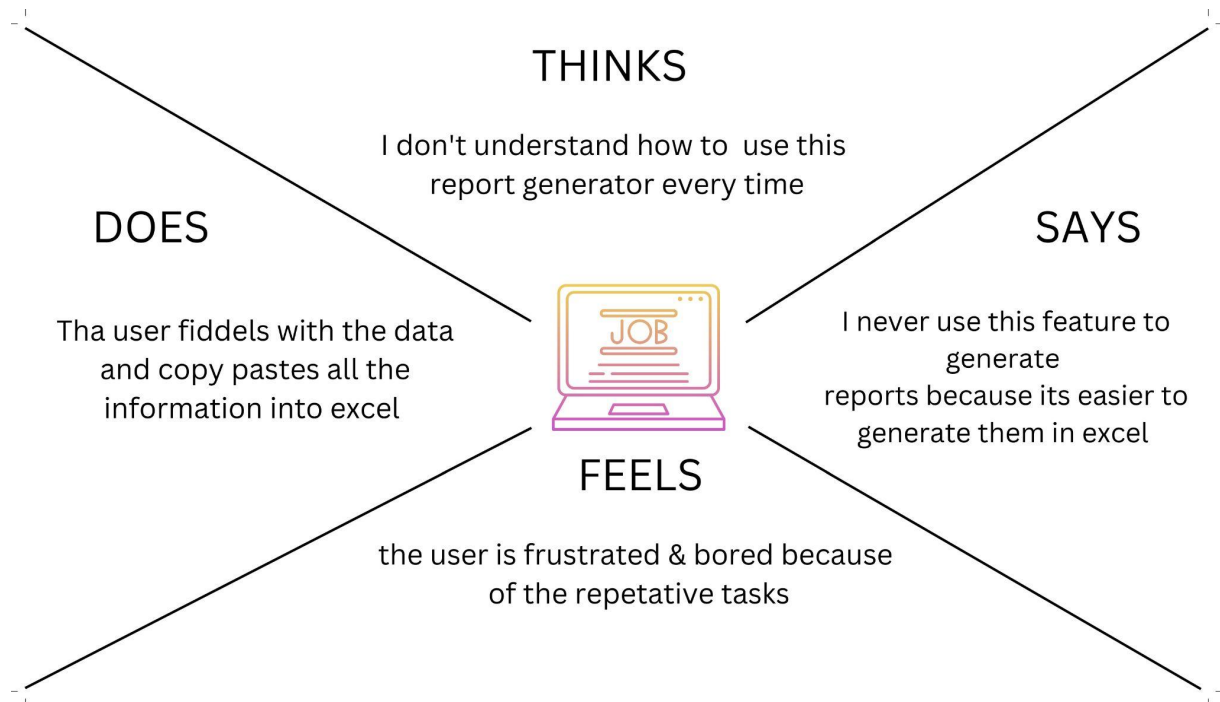 THINKS
I don't understand how to  use this
report generator every time
DOES
Tha user fiddels with the data
and copy pastes all the
information into excel
SAYS
I never use this feature to
generate
reports because its easier to
generate them in excel
JOB
FEELS
the user is frustrated & bored because
of the repetative tasks